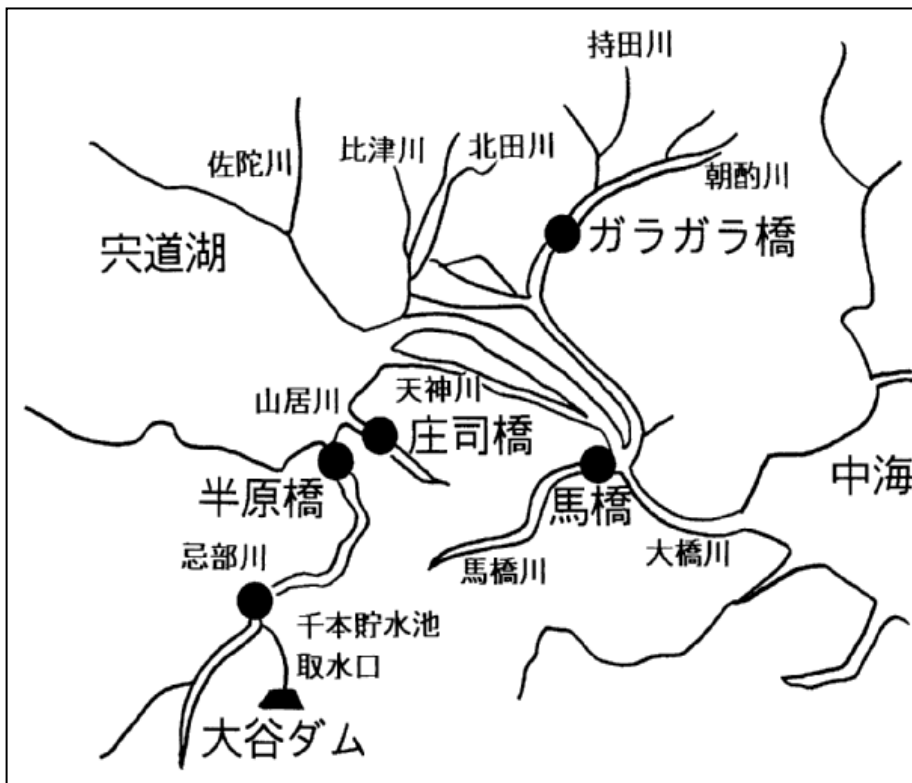 持田川
佐陀川
比津川
北田川
朝酌川
宍道湖
ガラガラ橋
山居川
天神川
庄司橋
中海
半原橋
馬橋
忌部川
馬橋川
大橋川
千本貯水池
取水口
大谷ダム